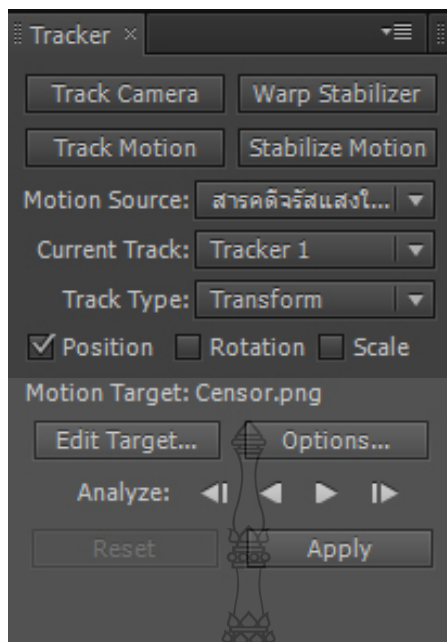 Tracker ×
Track Camera Warp Stabilizer
Track Motion Stabilize Motion
Motion Source: สารคดีจรัสแสงใ...
Current Track: Tracker 1
Track Type: Transform
Position Rotation Scale
Motion Target: Censor.png
Edit Target... Options...
Analyze:
Reset Apply